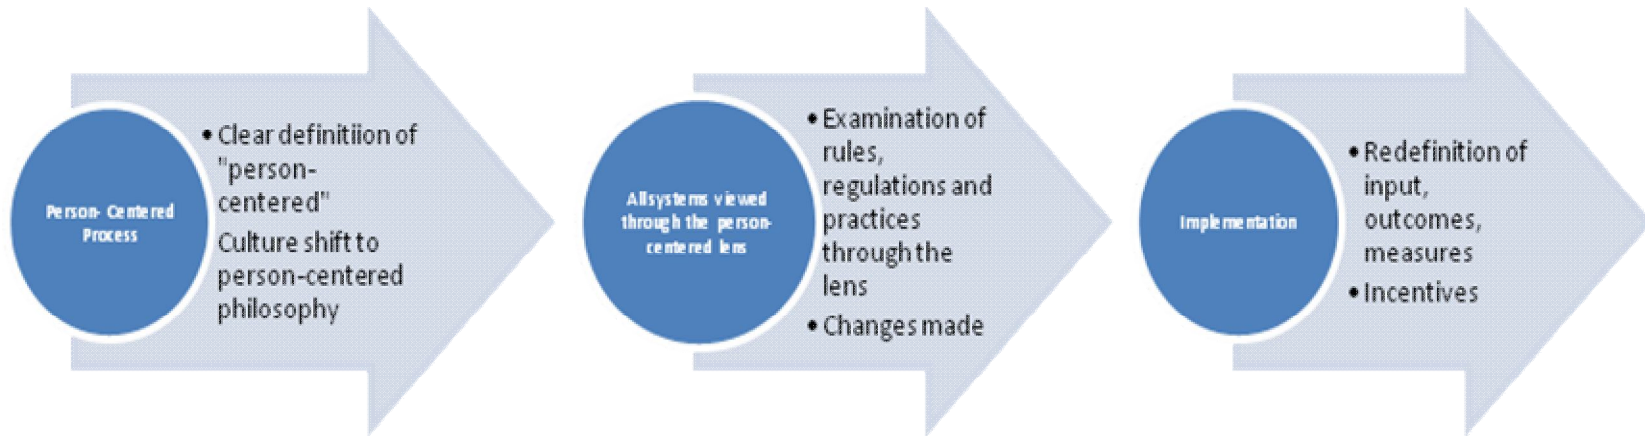 Person- Centered
Process
• Clear definitiion of
"person-
centered"
Culture shift to
person-centered
philosophy
All systems viewed
through the person-
centered lens
• Examination of
rules,
regulations and
practices
through the
lens
• Changes made
Implementation
• Redefinition of
input,
outcomes,
measures
• Incentives